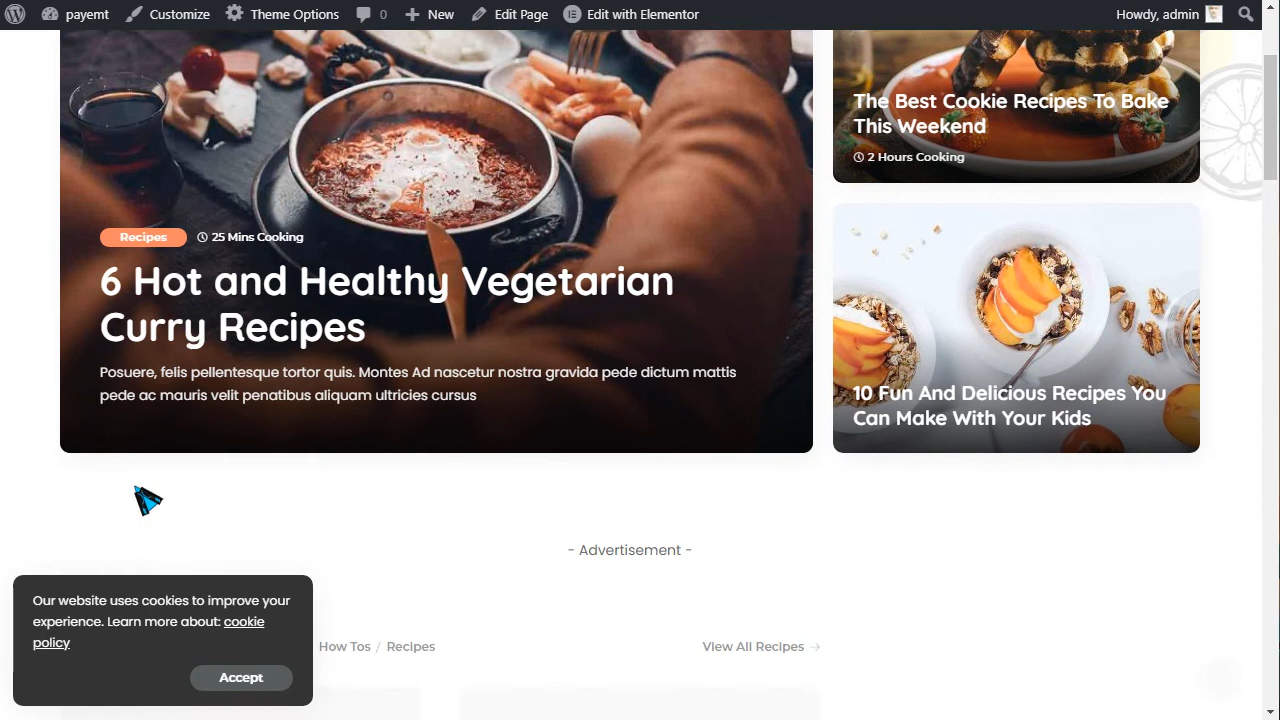 payemt Customize Theme Options 0 New Edit Page Edit with Elementor Howdy, admin
The Best Cookie Recipes To Bake
This Weekend
2 Hours Cooking
Recipes 25 Mins Cooking
6 Hot and Healthy Vegetarian
Curry Recipes
Posuere, felis pellentesque tortor quis. Montes Ad nascetur nostra gravida pede dictum mattis
pede ac mauris velit penatibus aliquam ultricies cursus
10 Fun And Delicious Recipes You
Can Make With Your Kids
- Advertisement -
Our website uses cookies to improve your
experience. Learn more about: cookie
policy
Accept
How Tos / Recipes
View All Recipes